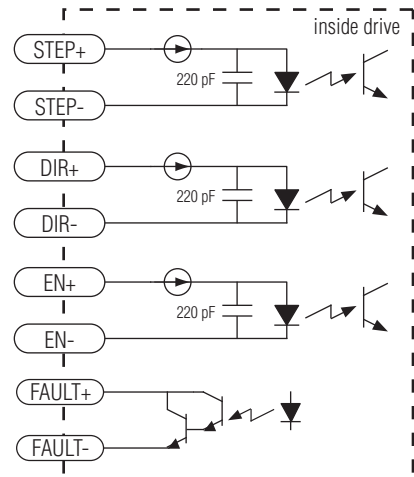 inside drive
STEP+
220 pF
STEP-
DIR+
220 pF
DIR-
EN+
220 pF
EN-
FAULT+
FAULT-